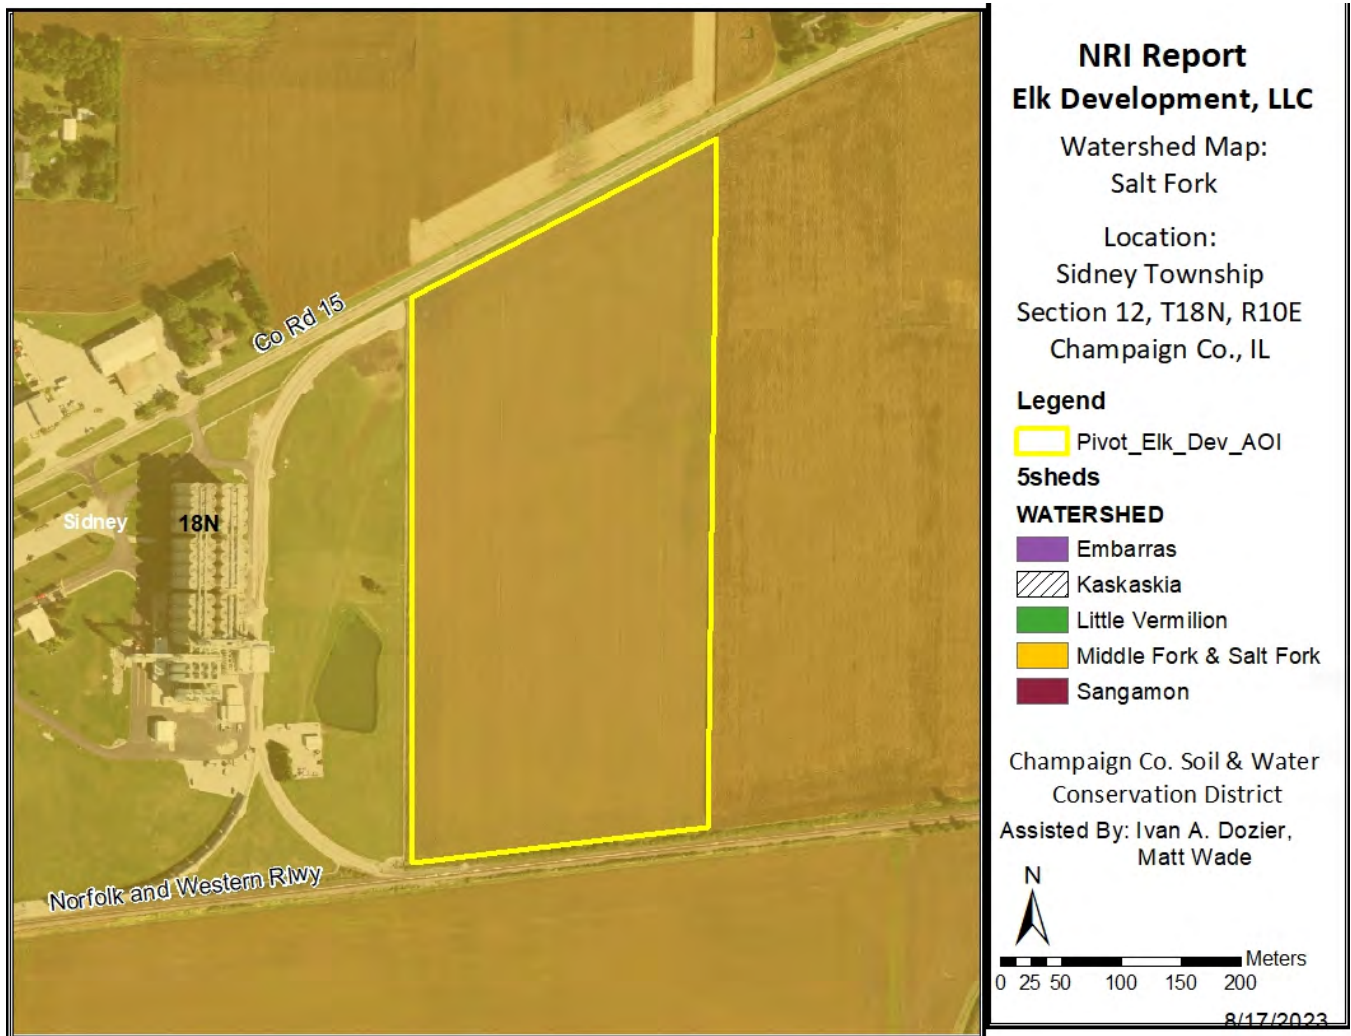 Co Rd 15
Sidney
18N
Norfolk and Western Rlwy
NRI Report
Elk Development, LLC
Watershed Map:
Salt Fork
Location:
Sidney Township
Section 12, T18N, R10E
Champaign Co., IL
Legend
Pivot_Elk_Dev_AOI
5sheds
WATERSHED
Embarras
Kaskaskia
Little Vermilion
Middle Fork & Salt Fork
Sangamon
Champaign Co. Soil & Water
Conservation District
Assisted By: Ivan A. Dozier,
Matt Wade
N
Meters
0 25 50 100 150 200
8/17/2023